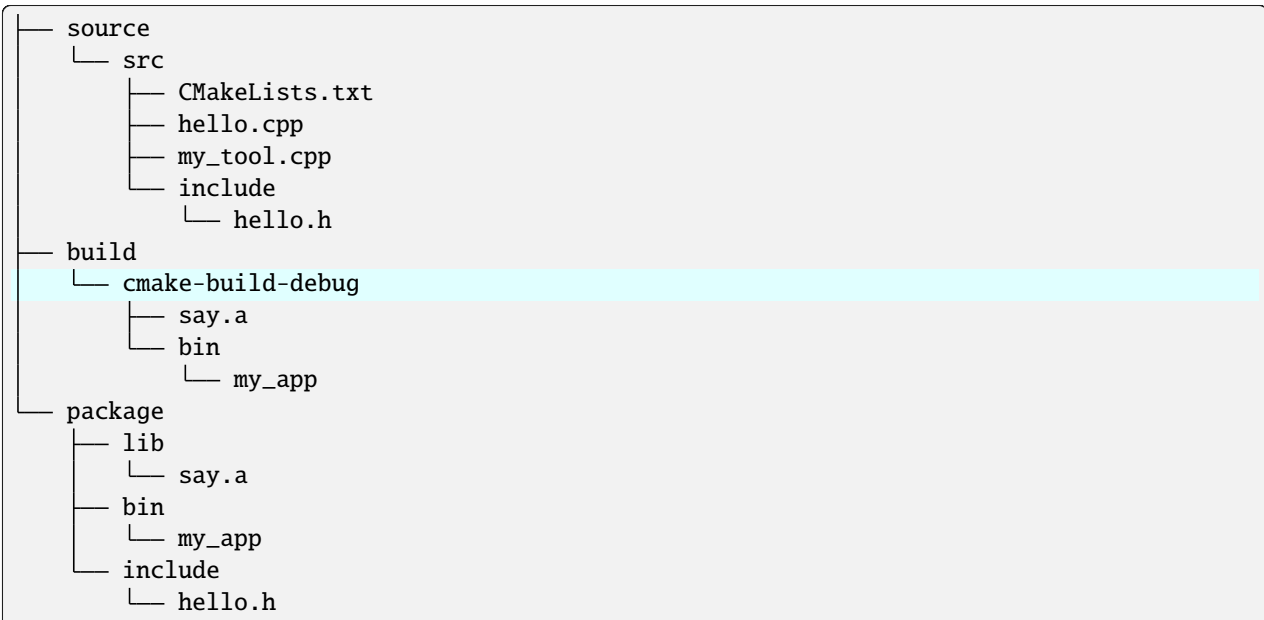 ├── source
│   └── src
│       ├── CMakeLists.txt
│       ├── hello.cpp
│       ├── my_tool.cpp
│       └── include
│           └── hello.h
├── build
│   └── cmake-build-debug
│       ├── say.a
│       └── bin
│           └── my_app
└── package
    ├── lib
    │   └── say.a
    ├── bin
    │   └── my_app
    └── include
        └── hello.h